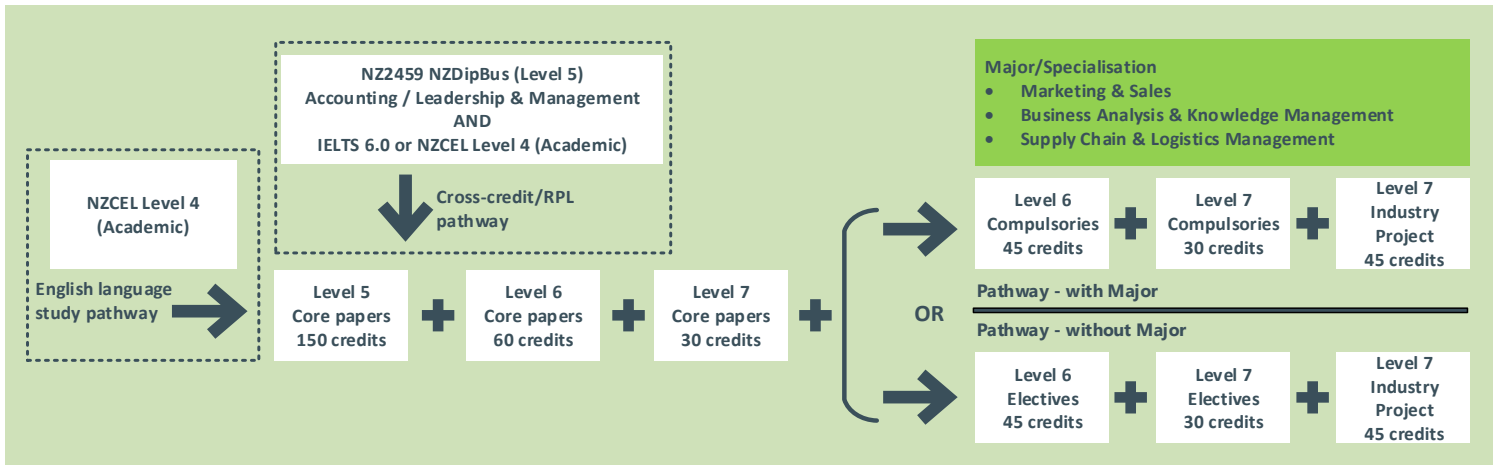 NZ2459 NZDipBus (Level 5)
Accounting / Leadership & Management
AND
IELTS 6.0 or NZCEL Level 4 (Academic)
Cross-credit/RPL
pathway
NZCEL Level 4
(Academic)
English language
study pathway
Level 5
Core papers
150 credits
+
Level 6
Core papers
60 credits
+
Level 7
Core papers
30 credits
+
OR
Major/Specialisation
• Marketing & Sales
• Business Analysis & Knowledge Management
• Supply Chain & Logistics Management
Level 6
Compulsories
45 credits
+
Level 7
Compulsories
30 credits
+
Level 7
Industry
Project
45 credits
Pathway - with Major
Pathway - without Major
Level 6
Electives
45 credits
+
Level 7
Electives
30 credits
+
Level 7
Industry
Project
45 credits